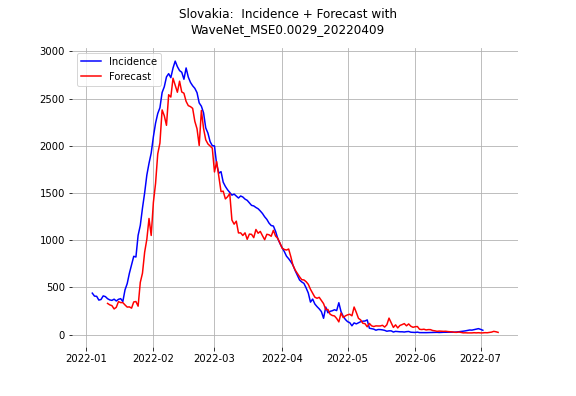 Slovakia:  Incidence + Forecast with
WaveNet_MSE0.0029_20220409
Incidence
Forecast
3000
2500
2000
1500
1000
500
0
2022-01 2022-02 2022-03 2022-04 2022-05 2022-06 2022-07